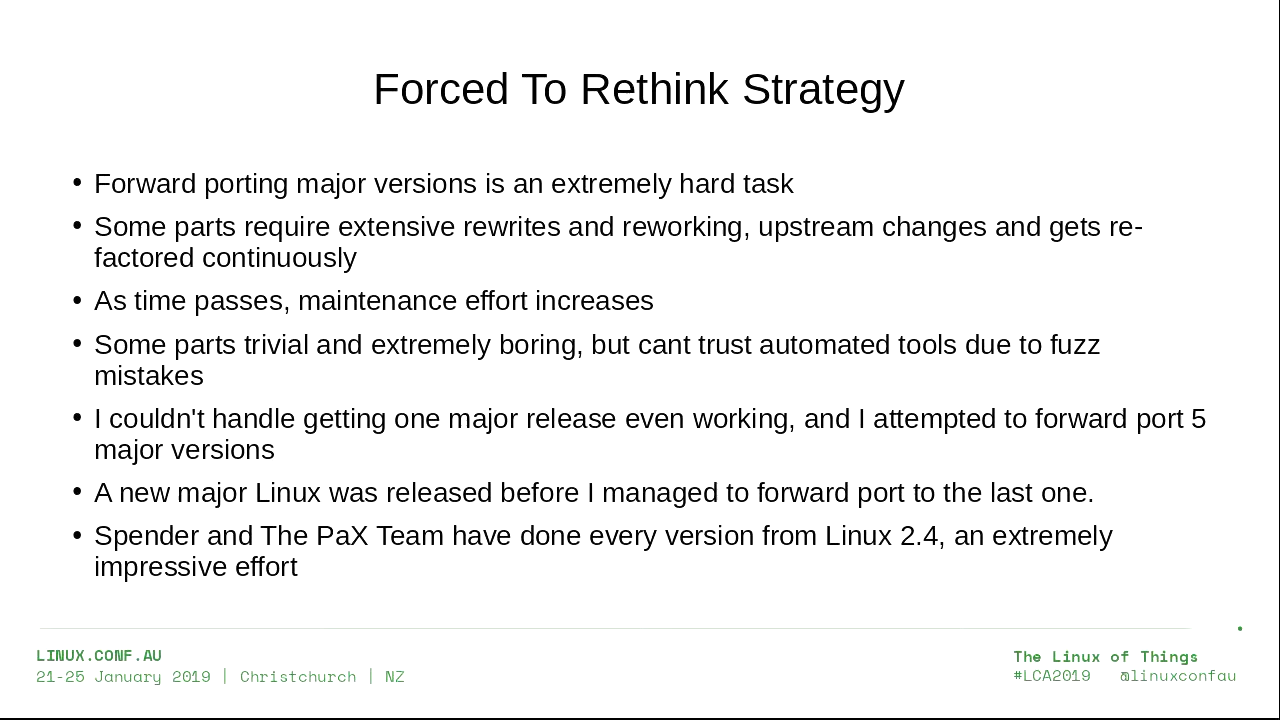 Forced To Rethink Strategy
• Forward porting major versions is an extremely hard task
• Some parts require extensive rewrites and reworking, upstream changes and gets re-
factored continuously
• As time passes, maintenance effort increases
• Some parts trivial and extremely boring, but cant trust automated tools due to fuzz
mistakes
• I couldn't handle getting one major release even working, and I attempted to forward port 5
major versions
• A new major Linux was released before I managed to forward port to the last one.
• Spender and The PaX Team have done every version from Linux 2.4, an extremely
impressive effort
LINUX.CONF.AU
21-25 January 2019 | Christchurch | NZ
The Linux of Things
#LCA2019 @linuxconfau